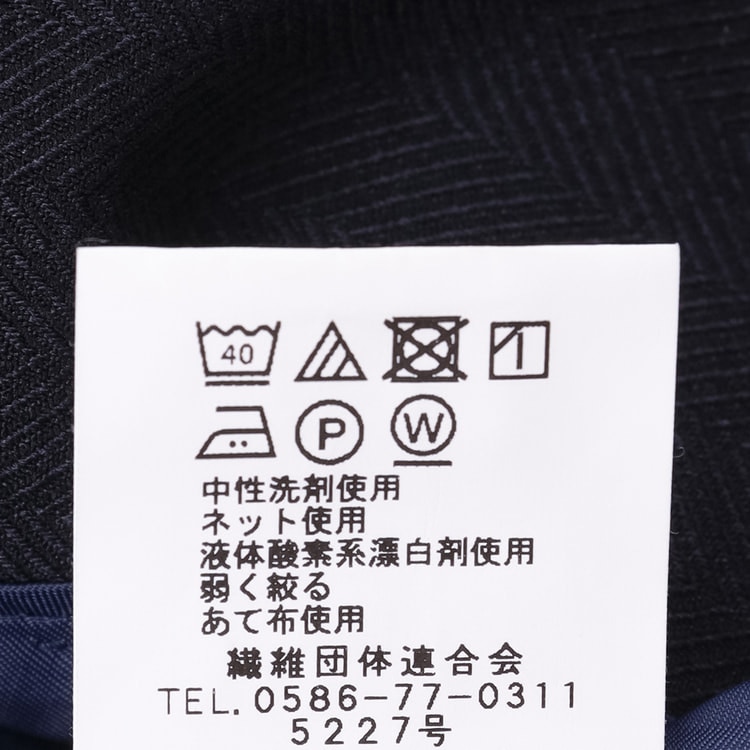 40
P W
中性洗剤使用
ネット使用
液体酸素系漂白剤使用
弱く絞る
あて布使用
繊維団体連合会
TEL. 0586-77-0311
5227号